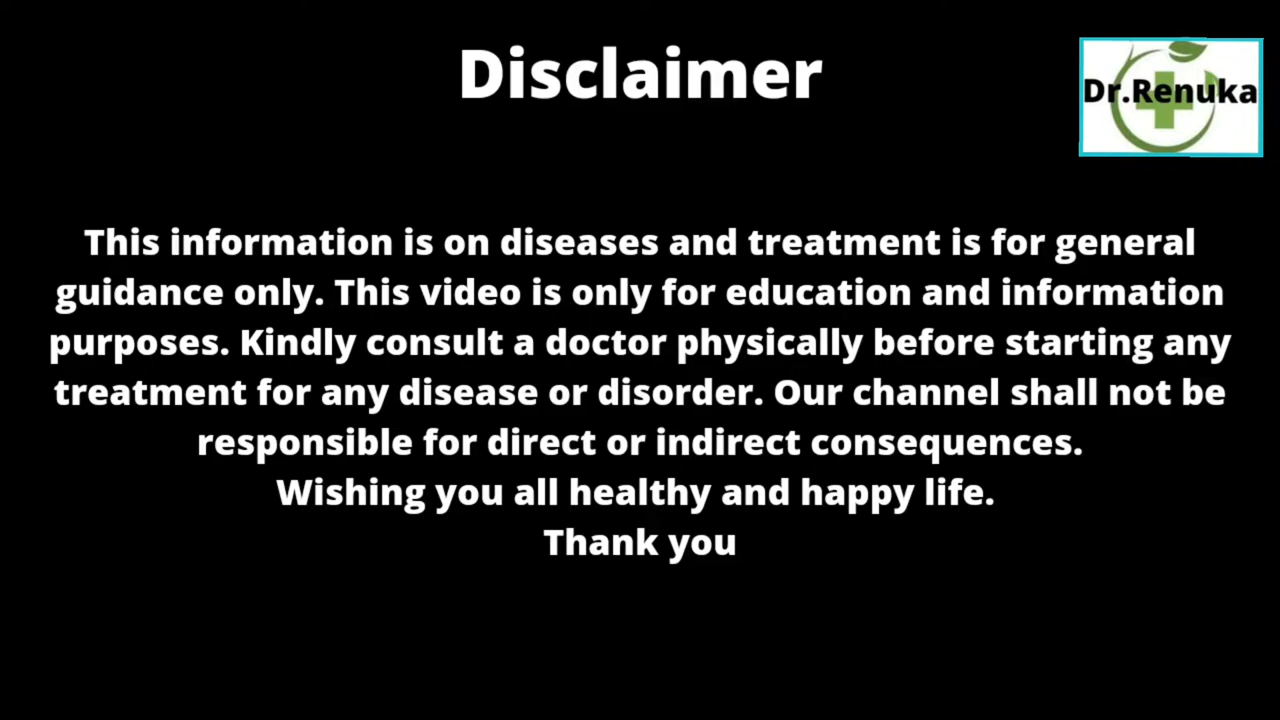 Disclaimer
Dr.Renuka
This information is on diseases and treatment is for general
guidance only. This video is only for education and information
purposes. Kindly consult a doctor physically before starting any
treatment for any disease or disorder. Our channel shall not be
responsible for direct or indirect consequences.
Wishing you all healthy and happy life.
Thank you